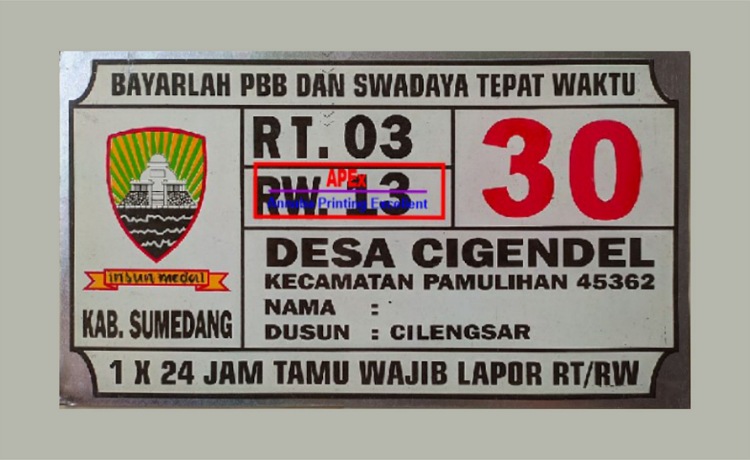 BAYARLAH PBB DAN SWADAYA TEPAT WAKTU
RT. 03
30
APEx
RW. 13
Printing Excellent
insun medal
KAB. SUMEDANG
DESA CIGENDEL
KECAMATAN PAMULIHAN 45362
NAMA :
DUSUN : CILENGSAR
1 X 24 JAM TAMU WAJIB LAPOR RT/RW